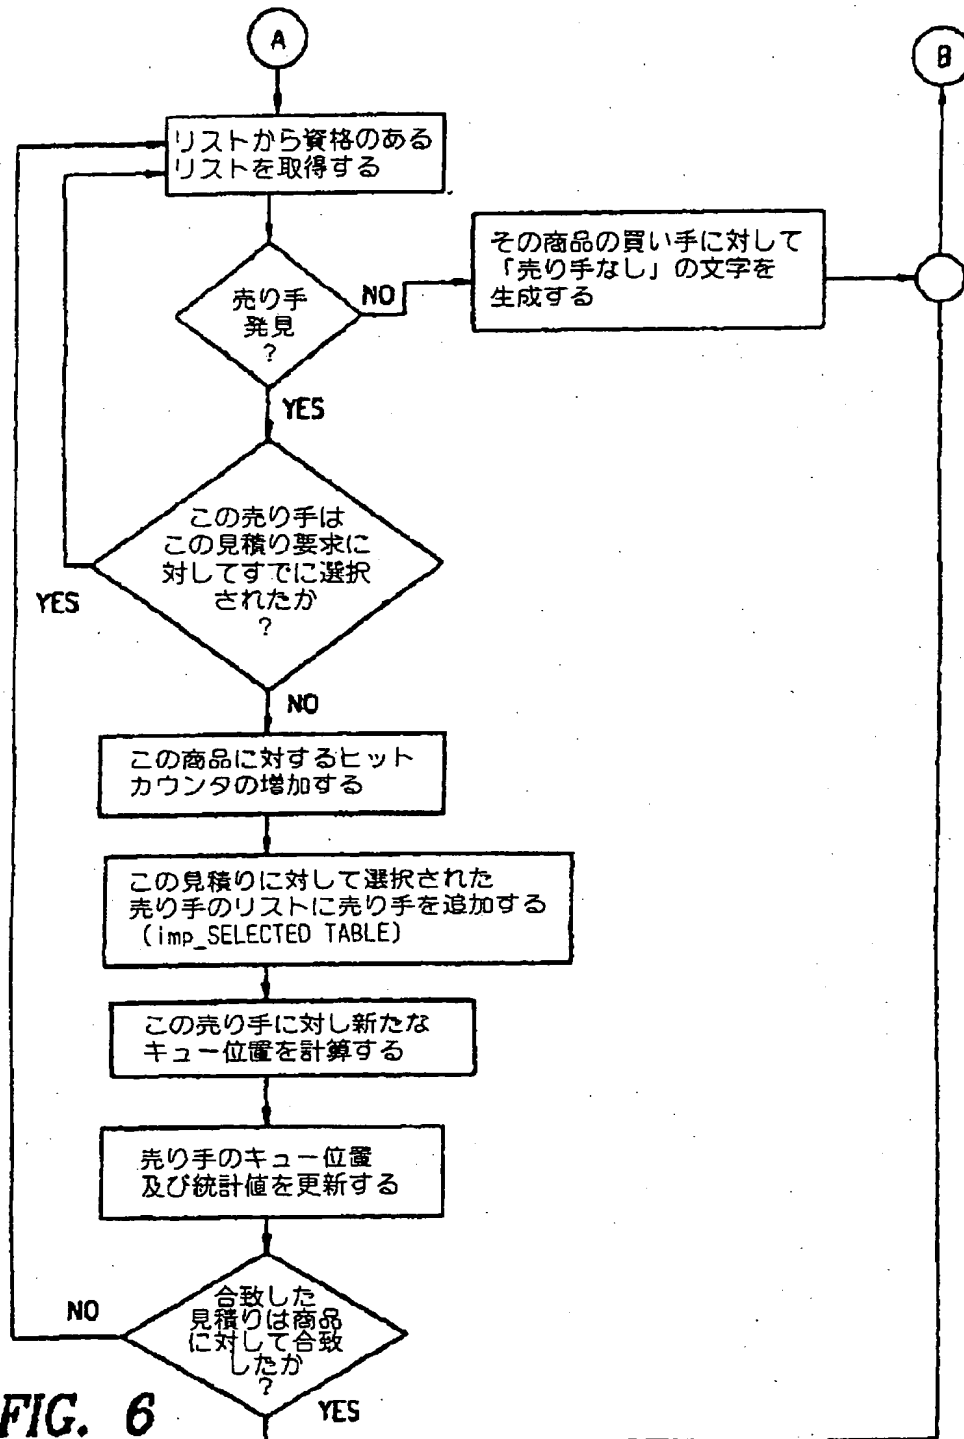 A
B
リストから資格のある
リストを取得する
売り手
発見
?
NO
その商品の買い手に対して
「売り手なし」の文字を
生成する
YES
この売り手は
この見積り要求に
対してすでに選択
されたか
?
YES
NO
この商品に対するヒット
カウンタの増加する
この見積りに対して選択された
売り手のリストに売り手を追加する
(imp_SELECTED TABLE)
この売り手に対し新たな
キュー位置を計算する
売り手のキュー位置
及び統計値を更新する
合致した
見積りは商品
に対して合致
したか
?
NO
YES
FIG. 6